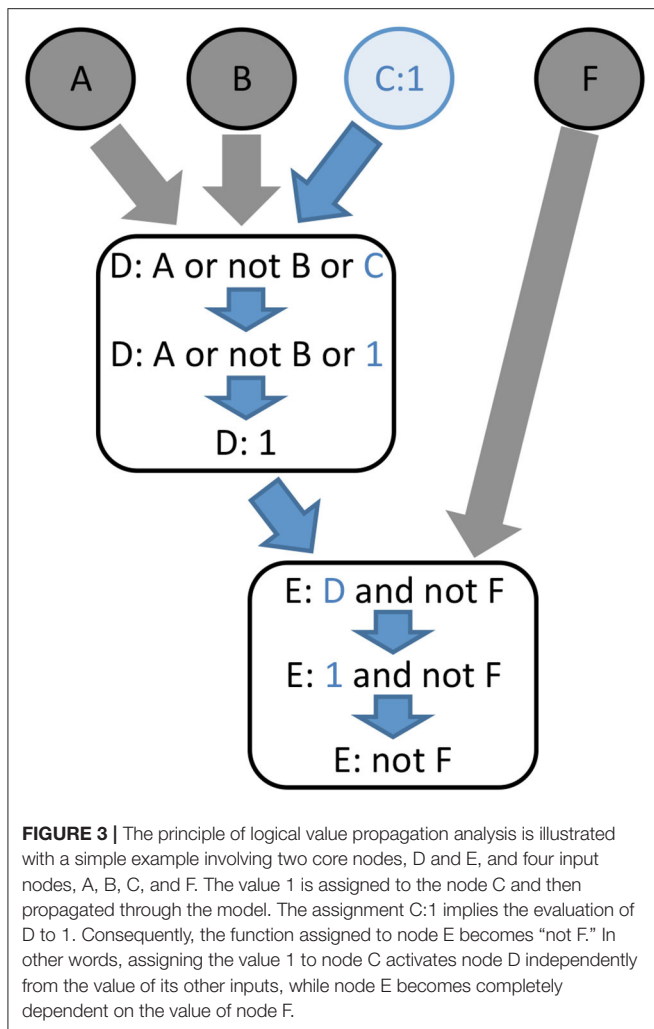 A
B
C:1
F
D: A or not B or C
D: A or not B or 1
D: 1
E: D and not F
E: 1 and not F
E: not F
FIGURE 3 | The principle of logical value propagation analysis is illustrated
with a simple example involving two core nodes, D and E, and four input
nodes, A, B, C, and F. The value 1 is assigned to the node C and then
propagated through the model. The assignment C:1 implies the evaluation of
D to 1. Consequently, the function assigned to node E becomes “not F.” In
other words, assigning the value 1 to node C activates node D independently
from the value of its other inputs, while node E becomes completely
dependent on the value of node F.